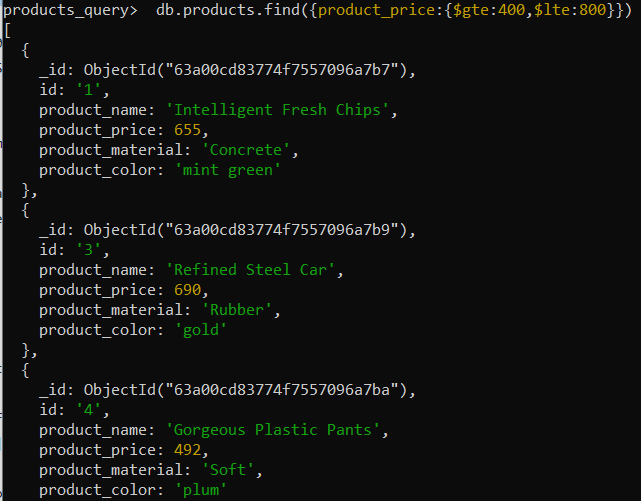 products_query>  db.products.find({product_price:{$gte:400,$lte:800}})
[
  {
    _id: ObjectId("63a00cd83774f7557096a7b7"),
    id: '1',
    product_name: 'Intelligent Fresh Chips',
    product_price: 655,
    product_material: 'Concrete',
    product_color: 'mint green'
  },
  {
    _id: ObjectId("63a00cd83774f7557096a7b9"),
    id: '3',
    product_name: 'Refined Steel Car',
    product_price: 690,
    product_material: 'Rubber',
    product_color: 'gold'
  },
  {
    _id: ObjectId("63a00cd83774f7557096a7ba"),
    id: '4',
    product_name: 'Gorgeous Plastic Pants',
    product_price: 492,
    product_material: 'Soft',
    product_color: 'plum'